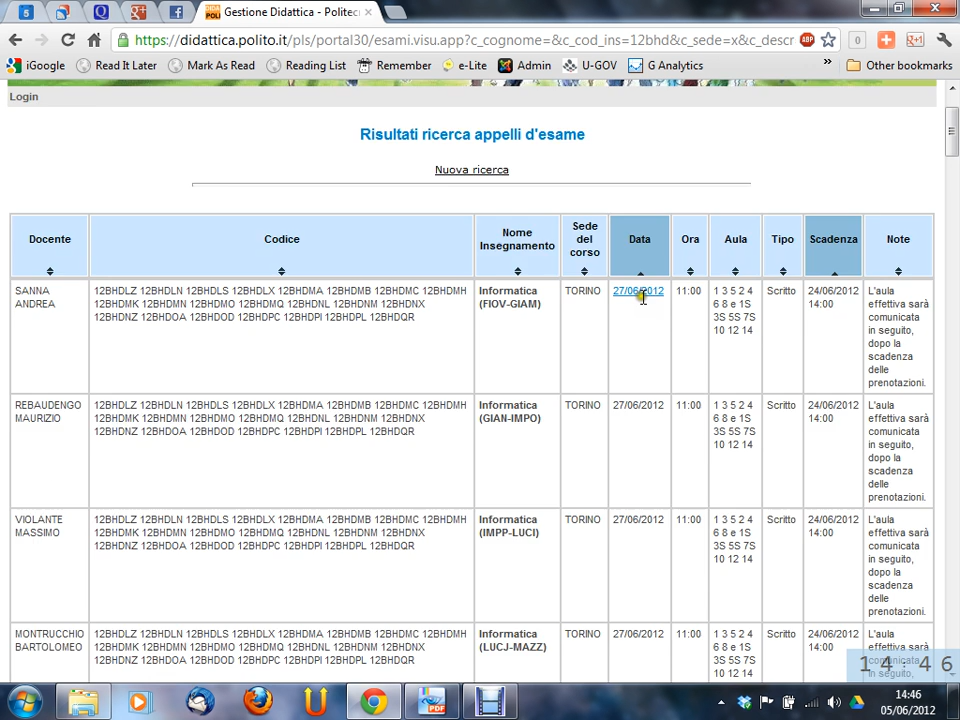 5
Gestione Didattica - Politec
https://didattica.polito.it/pls/portal30/esami.visu.app?c_cognome=&c_cod_ins=12bhd&c_sede=x&c_descr
ABP
0
iGoogle Read It Later Mark As Read Reading List Remember e-Lite Admin U-GOV G Analytics » Other bookmarks
Login
Risultati ricerca appelli d'esame
Nuova ricerca
Docente Codice Nome Insegnamento Sede del corso Data Ora Aula Tipo Scadenza Note
SANNA ANDREA
12BHDLZ 12BHDLN 12BHDLS 12BHDLX 12BHDMA 12BHDMB 12BHDMC 12BHDMH
12BHDMK 12BHDMN 12BHDMO 12BHDMQ 12BHDNL 12BHDNM 12BHDNX
12BHDNZ 12BHDOA 12BHDOD 12BHDPC 12BHDPI 12BHDPL 12BHDQR
Informatica
(FIOV-GIAM)
TORINO
27/06/2012
11:00
1 3 5 2 4
6 8 e 1S
3S 5S 7S
10 12 14
Scritto
24/06/2012
14:00
L'aula
effettiva sarà
comunicata
in seguito,
dopo la
scadenza
delle
prenotazioni.
REBAUDENGO
MAURIZIO
12BHDLZ 12BHDLN 12BHDLS 12BHDLX 12BHDMA 12BHDMB 12BHDMC 12BHDMH
12BHDMK 12BHDMN 12BHDMO 12BHDMQ 12BHDNL 12BHDNM 12BHDNX
12BHDNZ 12BHDOA 12BHDOD 12BHDPC 12BHDPI 12BHDPL 12BHDQR
Informatica
(GIAN-IMPO)
TORINO
27/06/2012
11:00
1 3 5 2 4
6 8 e 1S
3S 5S 7S
10 12 14
Scritto
24/06/2012
14:00
L'aula
effettiva sarà
comunicata
in seguito,
dopo la
scadenza
delle
prenotazioni.
VIOLANTE
MASSIMO
12BHDLZ 12BHDLN 12BHDLS 12BHDLX 12BHDMA 12BHDMB 12BHDMC 12BHDMH
12BHDMK 12BHDMN 12BHDMO 12BHDMQ 12BHDNL 12BHDNM 12BHDNX
12BHDNZ 12BHDOA 12BHDOD 12BHDPC 12BHDPI 12BHDPL 12BHDQR
Informatica
(IMPP-LUCI)
TORINO
27/06/2012
11:00
1 3 5 2 4
6 8 e 1S
3S 5S 7S
10 12 14
Scritto
24/06/2012
14:00
L'aula
effettiva sarà
comunicata
in seguito,
dopo la
scadenza
delle
prenotazioni.
MONTRUCCHIO
BARTOLOMEO
12BHDLZ 12BHDLN 12BHDLS 12BHDLX 12BHDMA 12BHDMB 12BHDMC 12BHDMH
12BHDMK 12BHDMN 12BHDMO 12BHDMQ 12BHDNL 12BHDNM 12BHDNX
12BHDNZ 12BHDOA 12BHDOD 12BHDPC 12BHDPI 12BHDPL 12BHDQR
Informatica
(LUCJ-MAZZ)
TORINO
27/06/2012
11:00
1 3 5 2 4
6 8 e 1S
3S 5S 7S
10 12 14
Scritto
24/06/2012
14:00
L'aula
effettiva sarà
comunicata
in seguito,
14:46
PDF
14:46
05/06/2012